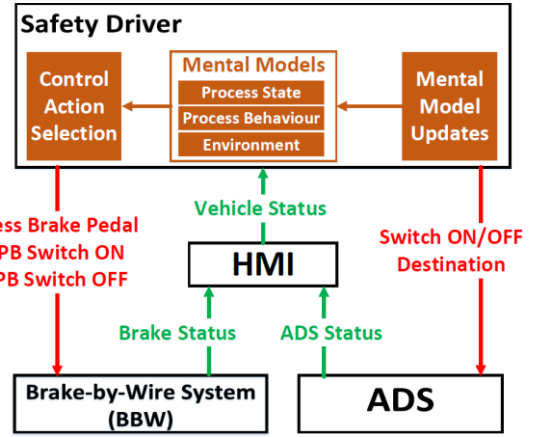 Safety Driver
Control
Action
Selection
Mental Models
Process State
Process Behaviour
Environment
Mental
Model
Updates
Vehicle Status
Brake Pedal
Switch ON
Switch OFF
Switch ON/OFF
Destination
HMI
Brake Status
ADS Status
Brake-by-Wire System
(BBW)
ADS